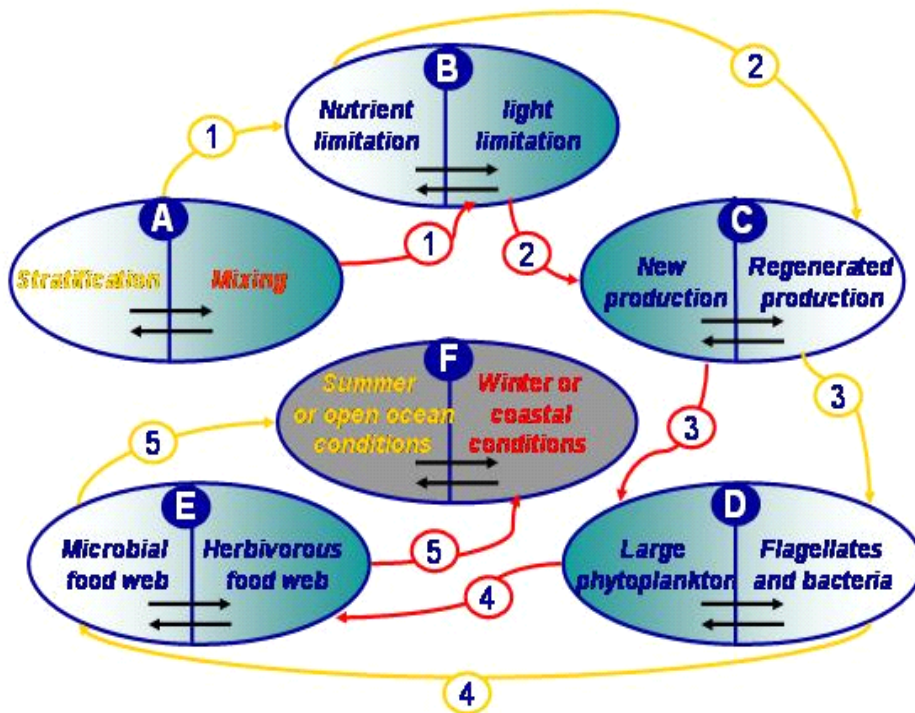 B
Nutrient
limitation
light
limitation
2
1
A
Stratification
Mixing
1
2
C
New
production
Regenerated
production
F
Summer
or open ocean
conditions
Winter or
coastal
conditions
3
3
5
E
Microbial
food web
Herbivorous
food web
5
D
Large
phytoplankton
Flagellates
and bacteria
4
4